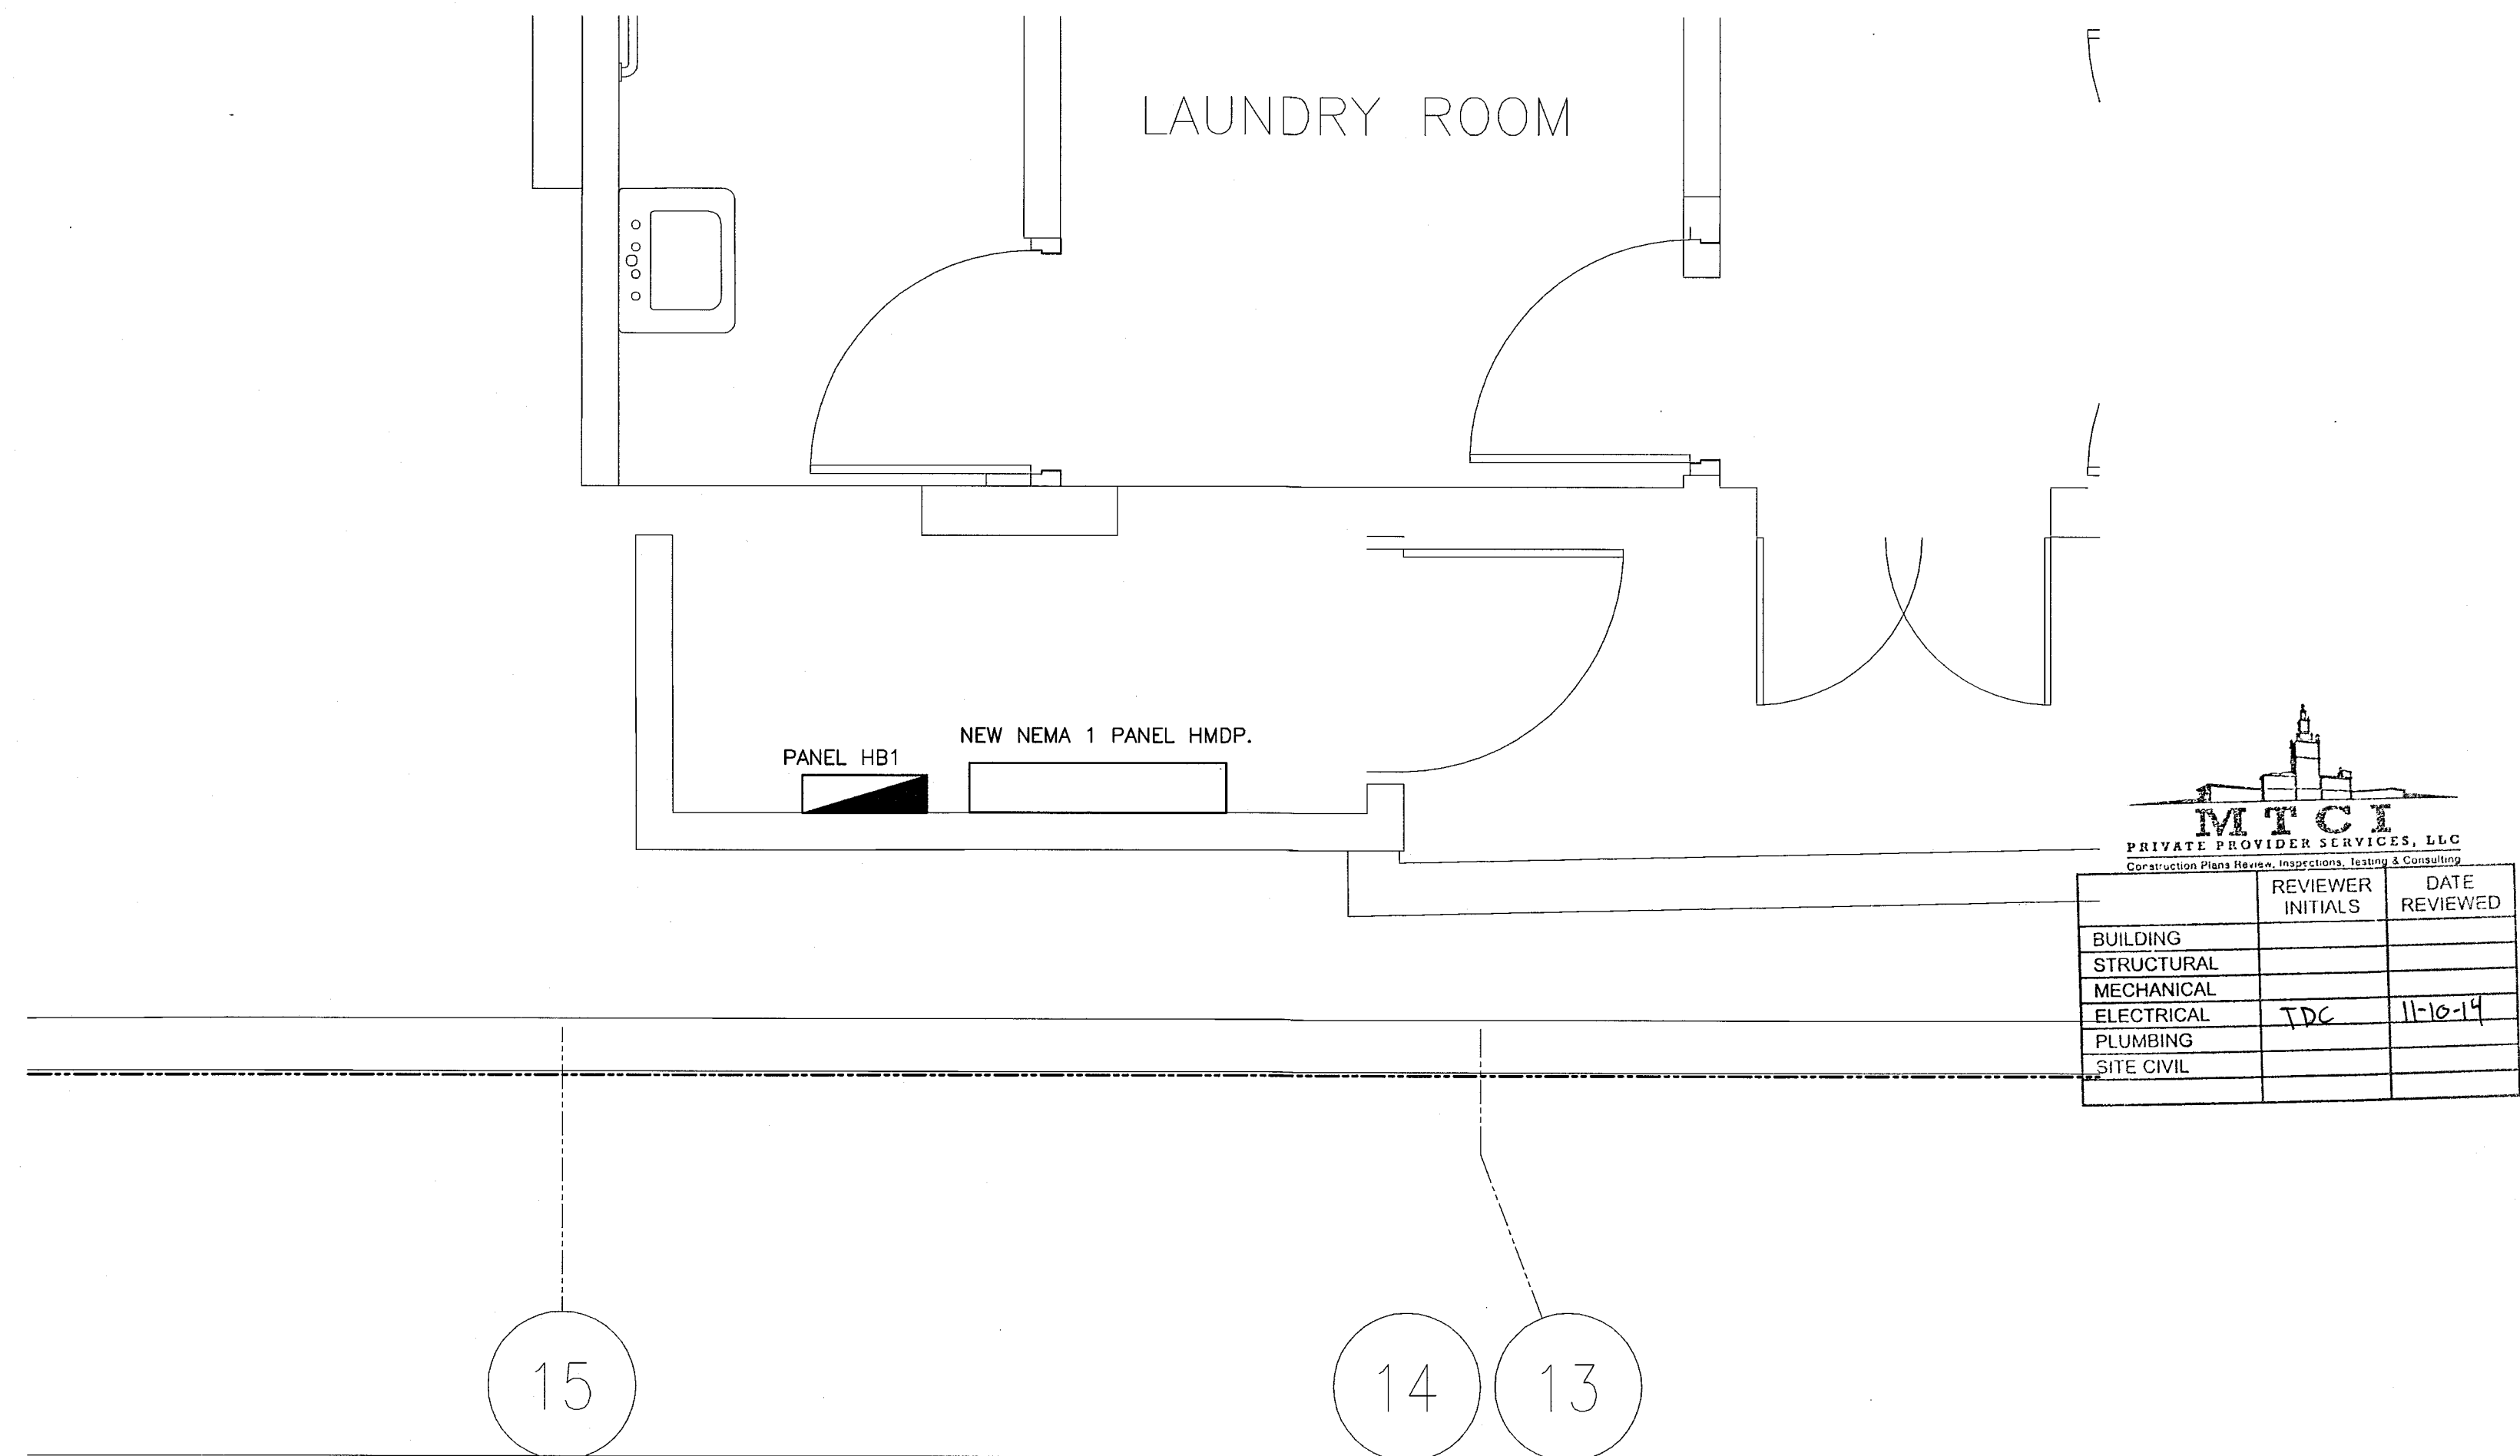 LAUNDRY ROOM
NEW NEMA 1 PANEL HMDP.
PANEL HB1
MTCI
PRIVATE PROVIDER SERVICES, LLC
Construction Plans Review, Inspections, Testing & Consulting
REVIEWER INITIALS
DATE REVIEWED
BUILDING
STRUCTURAL
MECHANICAL
ELECTRICAL TDC 11-10-14
PLUMBING
SITE CIVIL
15
14
13